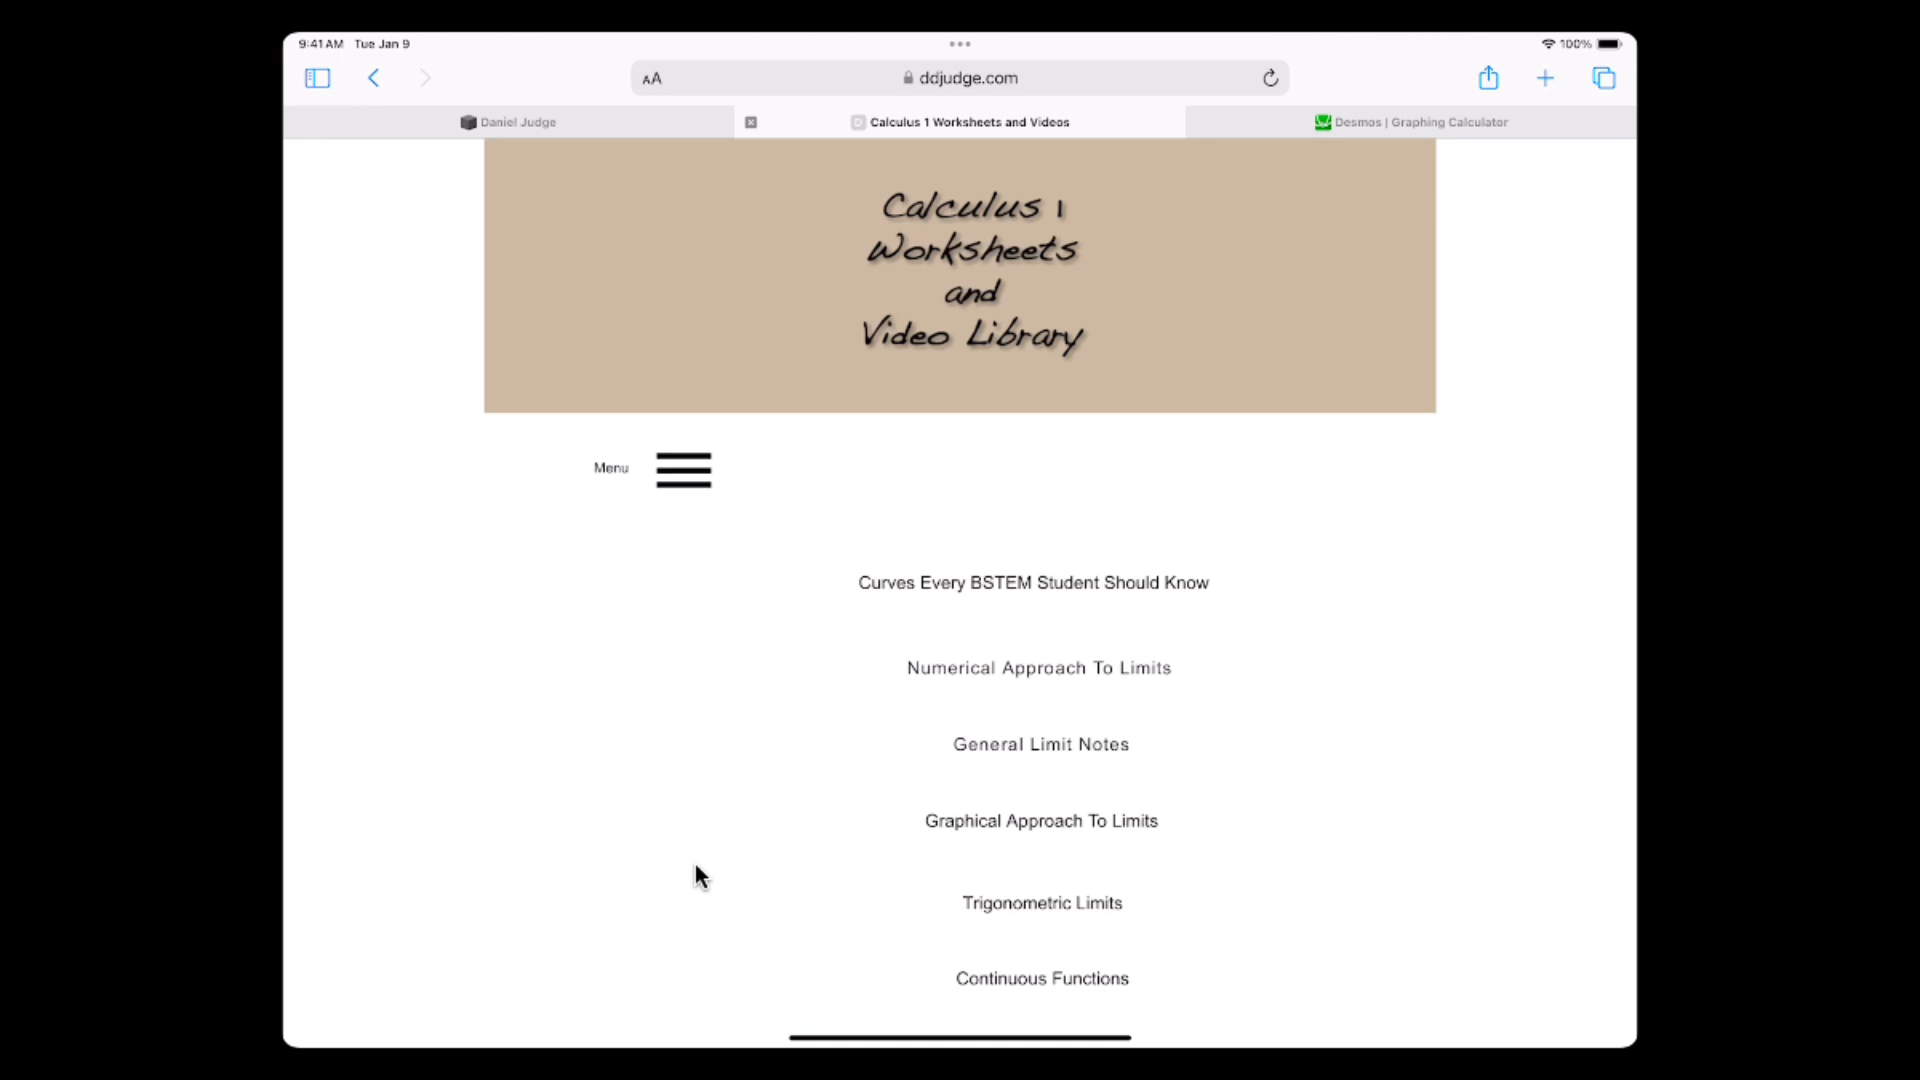 9:41 AM Tue Jan 9
100%
AA
ddjudge.com
Daniel Judge
Calculus 1 Worksheets and Videos
Desmos | Graphing Calculator
Calculus 1
Worksheets
and
Video Library
Menu
Curves Every BSTEM Student Should Know
Numerical Approach To Limits
General Limit Notes
Graphical Approach To Limits
Trigonometric Limits
Continuous Functions